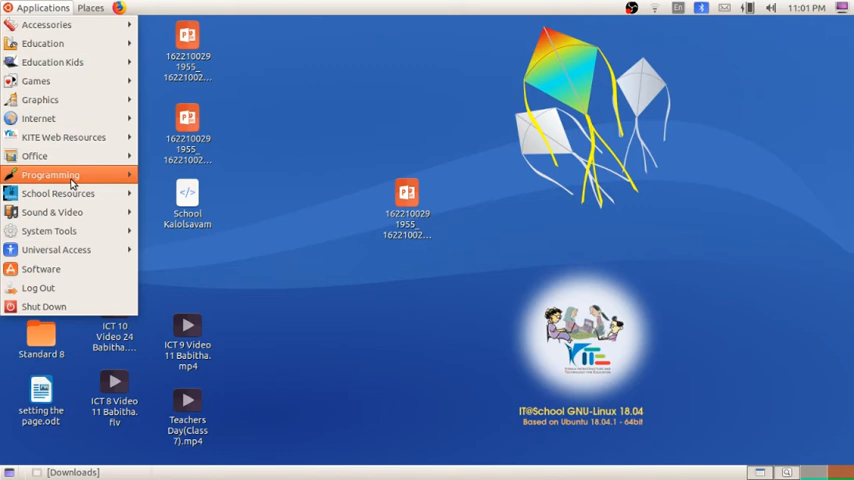 Applications Places
En 11:01 PM
Accessories
Education
Education Kids
Games
Graphics
Internet
KITE Web Resources
Office
Programming
School Resources
Sound & Video
System Tools
Universal Access
Software
Log Out
Shut Down
162210029
1955_
16221002...
162210029
1955_
16221002...
School
Kalolsavam
162210029
1955_
16221002...
Standard 8
ICT 10
Video 24
Babitha....
ICT 9 Video
11 Babitha.
mp4
setting the
page.odt
ICT 8 Video
11 Babitha.
flv
Teachers
Day(Class
7).mp4
KITE
IT@School GNU-Linux 18.04
Based on Ubuntu 18.04.1 - 64bit
[Downloads]